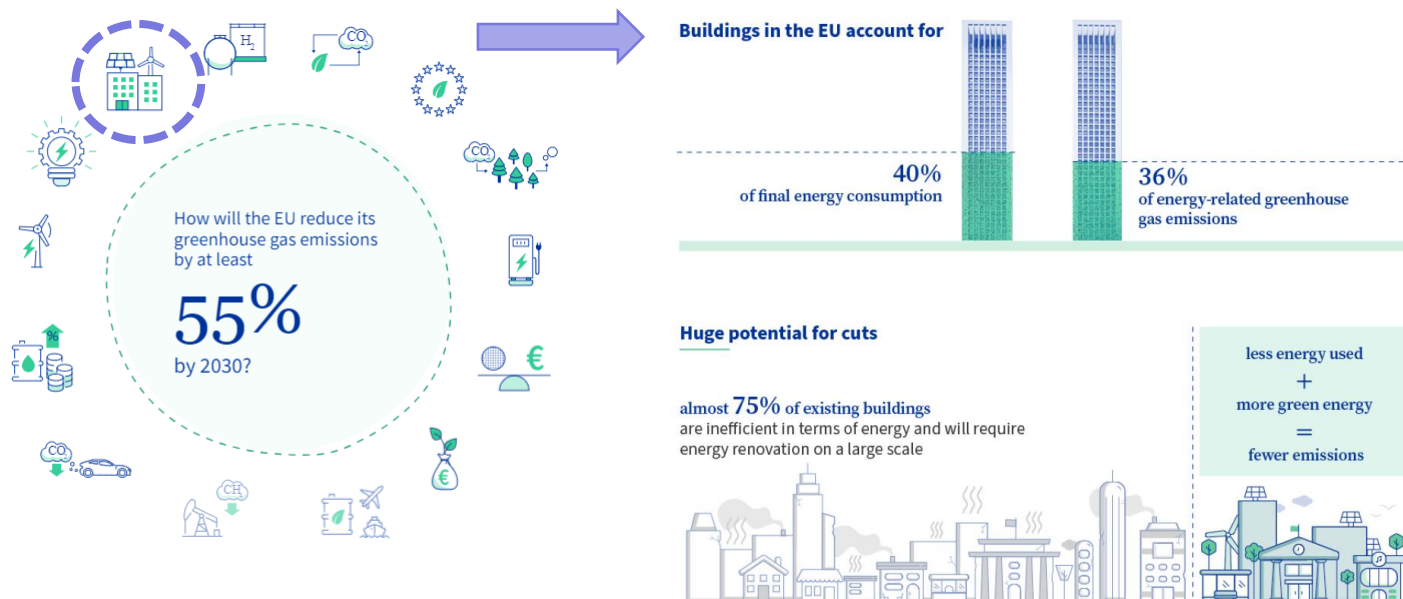 H2
CO2
CO2
How will the EU reduce its
greenhouse gas emissions
by at least
55%
by 2030?
%
€
CO2
€
CH4
Buildings in the EU account for
40%
of final energy consumption
36%
of energy-related greenhouse
gas emissions
Huge potential for cuts
almost 75% of existing buildings
are inefficient in terms of energy and will require
energy renovation on a large scale
less energy used
+
more green energy
=
fewer emissions